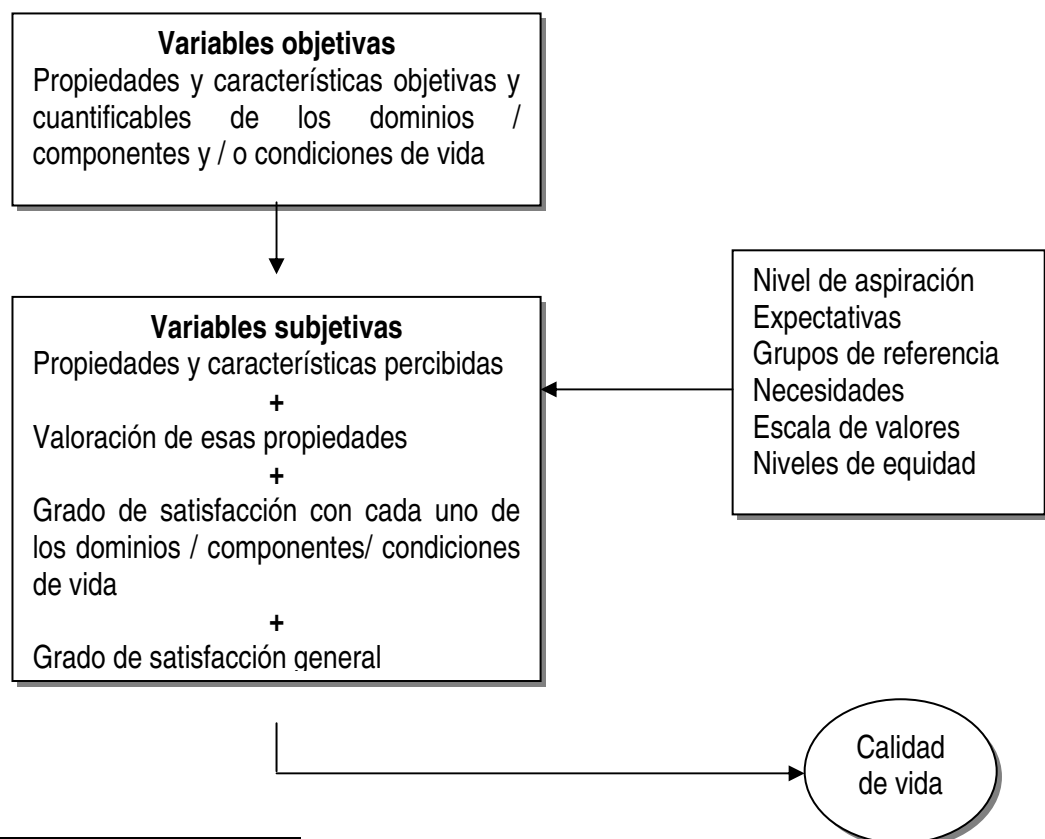 Variables objetivas
Propiedades y características objetivas y
cuantificables de los dominios /
componentes y / o condiciones de vida
Variables subjetivas
Propiedades y características percibidas
+
Valoración de esas propiedades
+
Grado de satisfacción con cada uno de
los dominios / componentes/ condiciones
de vida
+
Grado de satisfacción general
Nivel de aspiración
Expectativas
Grupos de referencia
Necesidades
Escala de valores
Niveles de equidad
Calidad
de vida